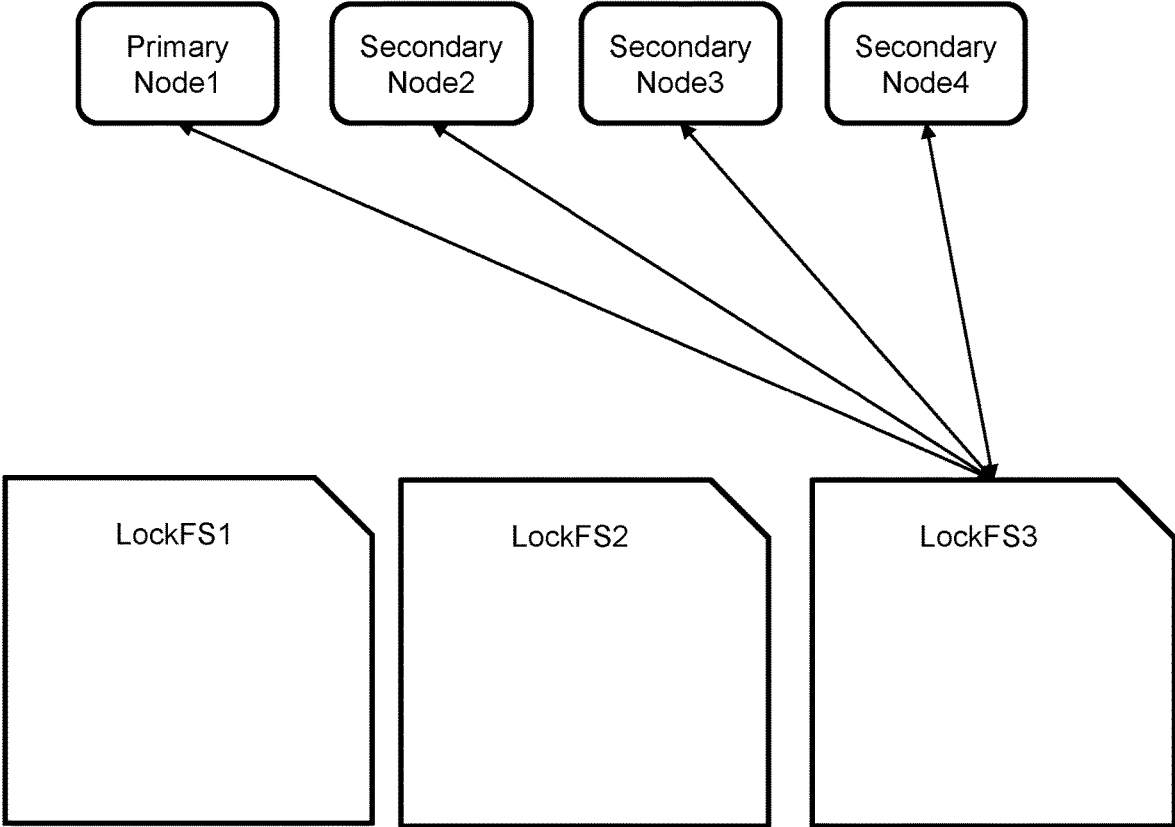 Primary
Node1
Secondary
Node2
Secondary
Node3
Secondary
Node4
LockFS1
LockFS2
LockFS3